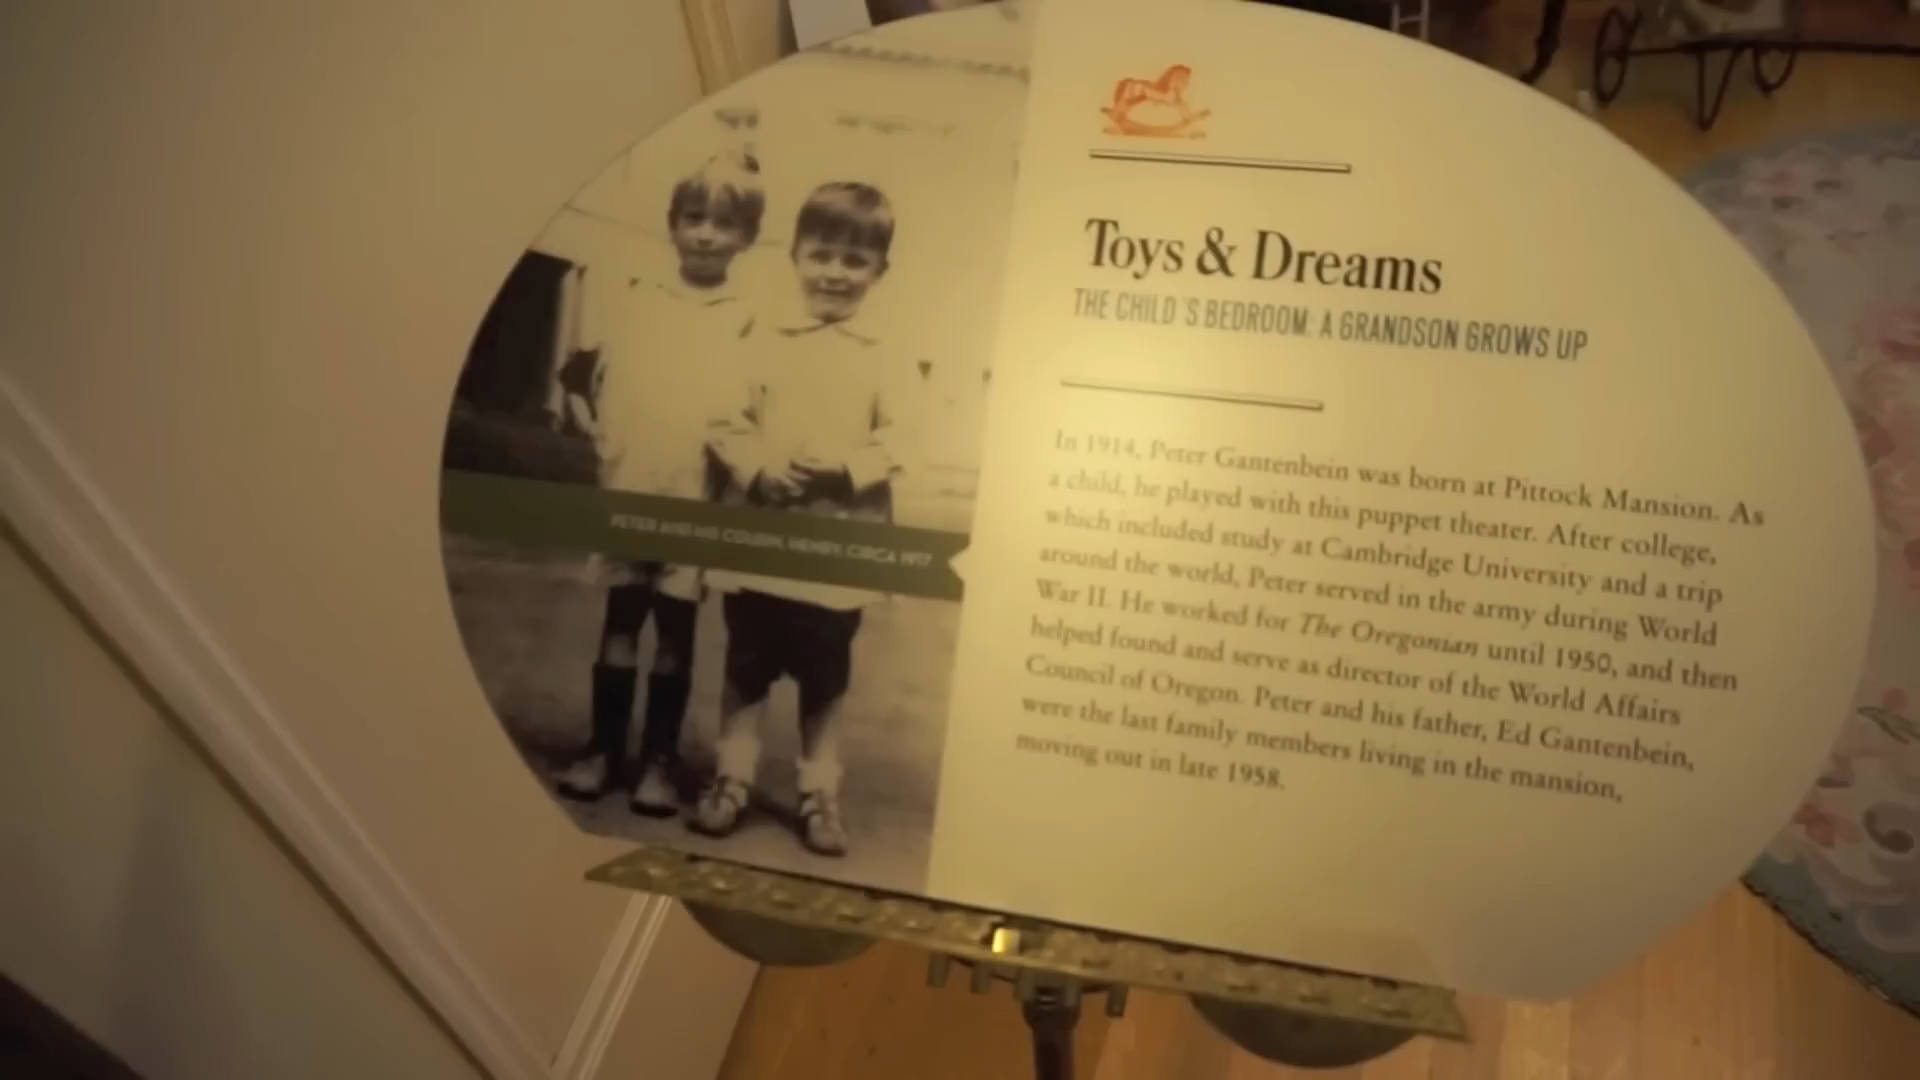 Toys & Dreams
THE CHILD'S BEDROOM: A GRANDSON GROWS UP
In 1914, Peter Gantenbein was born at Pittock Mansion. As
a child, he played with this puppet theater. After college,
which included study at Cambridge University and a trip
around the world, Peter served in the army during World
War II. He worked for The Oregonian until 1950, and then
helped found and serve as director of the World Affairs
Council of Oregon. Peter and his father, Ed Gantenbein,
were the last family members living in the mansion,
moving out in late 1958.
PETER AND HIS COUSIN, HENRY, CIRCA 1917